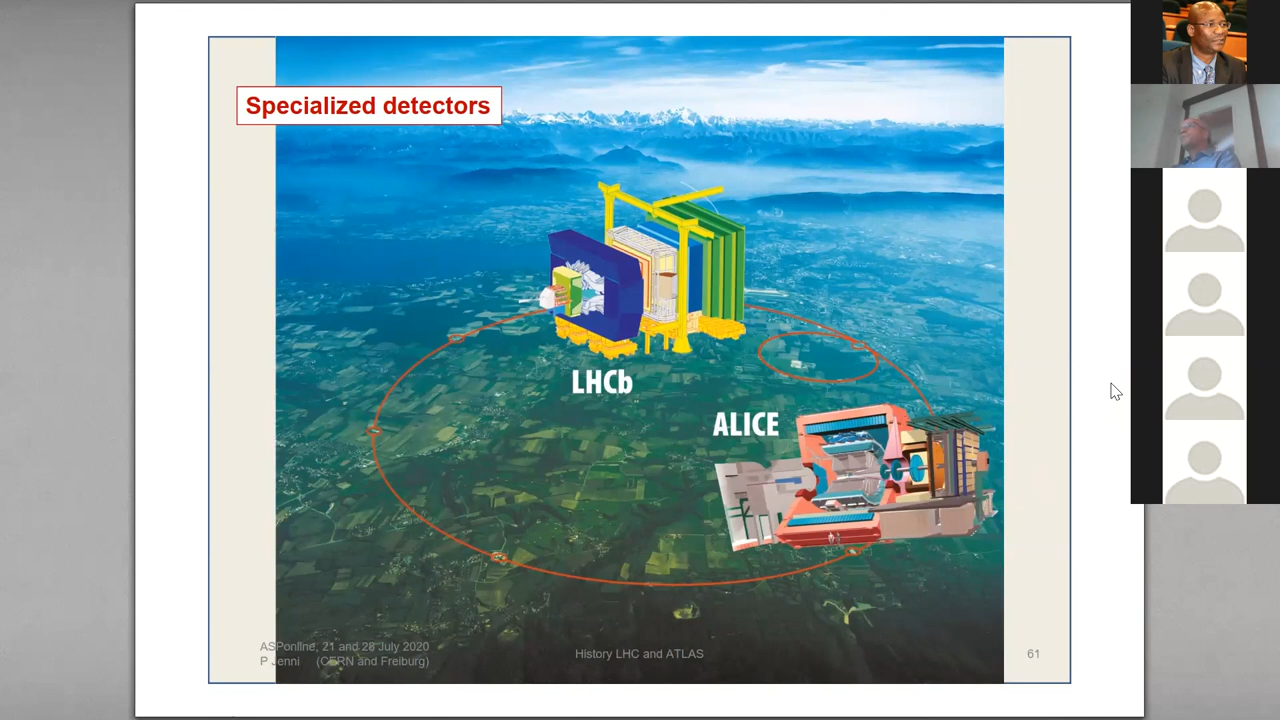 Specialized detectors
LHCb
ALICE
ASPonline, 21 and 28 July 2020
P Jenni (CERN and Freiburg)
History LHC and ATLAS
61